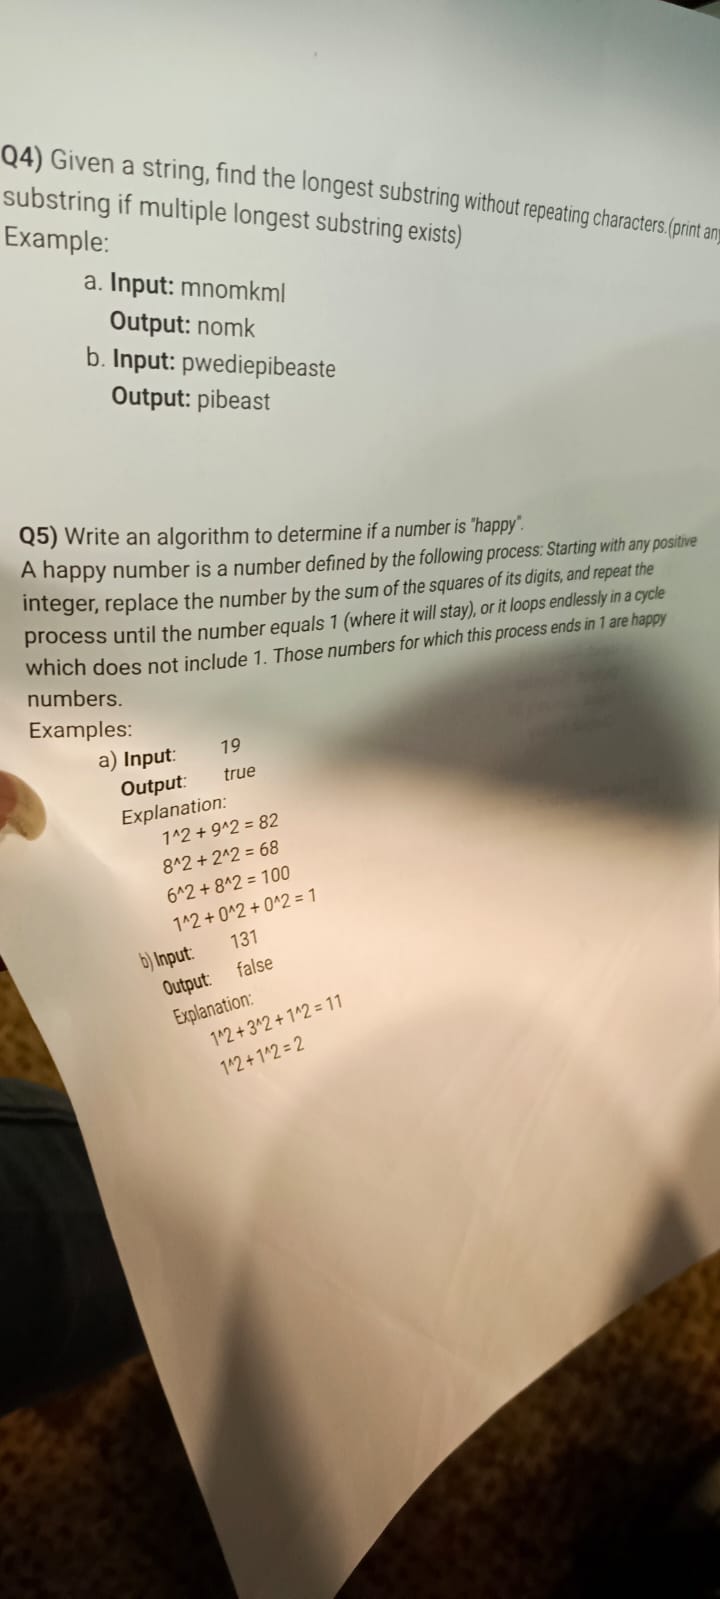 Q4) Given a string, find the longest substring without repeating characters.(print any
substring if multiple longest substring exists)
Example:
a. Input: mnomkml
Output: nomk
b. Input: pwediepibeaste
Output: pibeast
Q5) Write an algorithm to determine if a number is "happy".
A happy number is a number defined by the following process: Starting with any positive
integer, replace the number by the sum of the squares of its digits, and repeat the
process until the number equals 1 (where it will stay), or it loops endlessly in a cycle
which does not include 1. Those numbers for which this process ends in 1 are happy
numbers.
Examples:
a) Input: 19
Output: true
Explanation:
1^2 + 9^2 = 82
8^2 + 2^2 = 68
6^2 + 8^2 = 100
1^2 + 0^2 + 0^2 = 1
b) Input: 131
Output: false
Explanation:
1^2 + 3^2 + 1^2 = 11
1^2 + 1^2 = 2